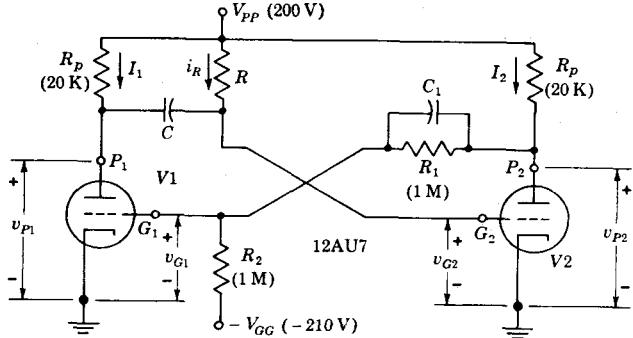 V_PP (200 V)
R_p
(20 K)
I_1
i_R
R
I_2
R_p
(20 K)
C
C_1
R_1
(1 M)
P_1
V1
P_2
+
v_P1
−
G_1
+
v_G1
−
R_2
(1 M)
12AU7
G_2
+
v_G2
−
V2
+
v_P2
−
− V_GG (− 210 V)